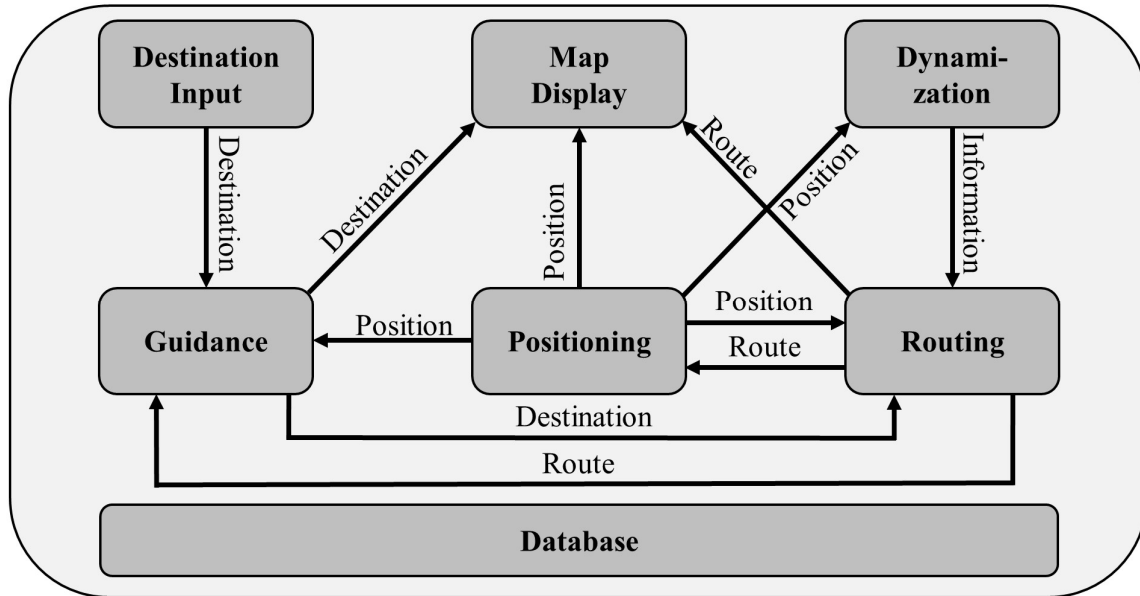 Destination
Input
Map
Display
Dynami-
zation
Destination
Destination
Position
Route
Position
Information
Guidance
Position
Positioning
Position
Route
Routing
Destination
Route
Database